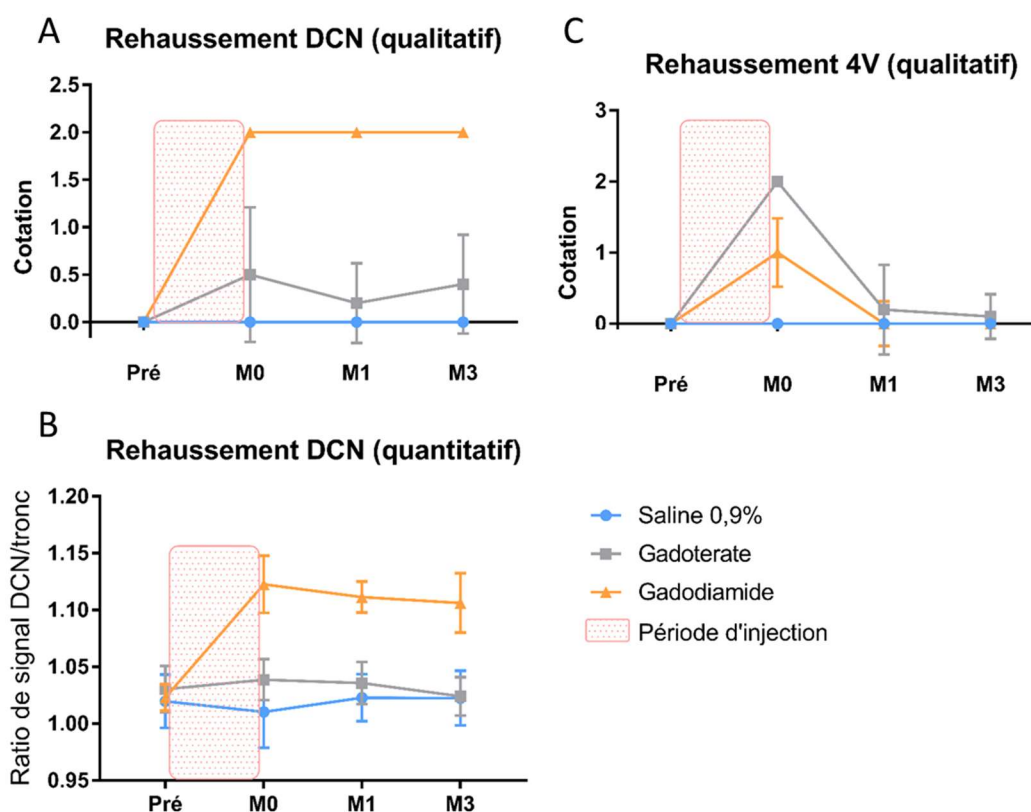 A
Rehaussement DCN (qualitatif)
Cotation
2.5
2.0
1.5
1.0
0.5
0.0
Pré M0 M1 M3
C
Rehaussement 4V (qualitatif)
Cotation
3
2
1
0
Pré M0 M1 M3
B
Rehaussement DCN (quantitatif)
Ratio de signal DCN/tronc
1.20
1.15
1.10
1.05
1.00
0.95
Pré M0 M1 M3
Saline 0,9%
Gadoterate
Gadodiamide
Période d'injection